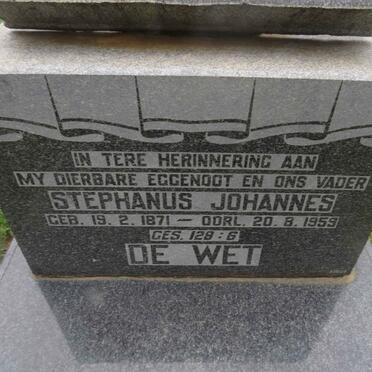 IN TERE HERINNERING AAN
MY DIERBARE EGGENOOT EN ONS VADER
STEPHANUS JOHANNES
GEB. 19. 2. 1871 — OORL. 20. 8. 1959
GES. 128 : 6
DE WET